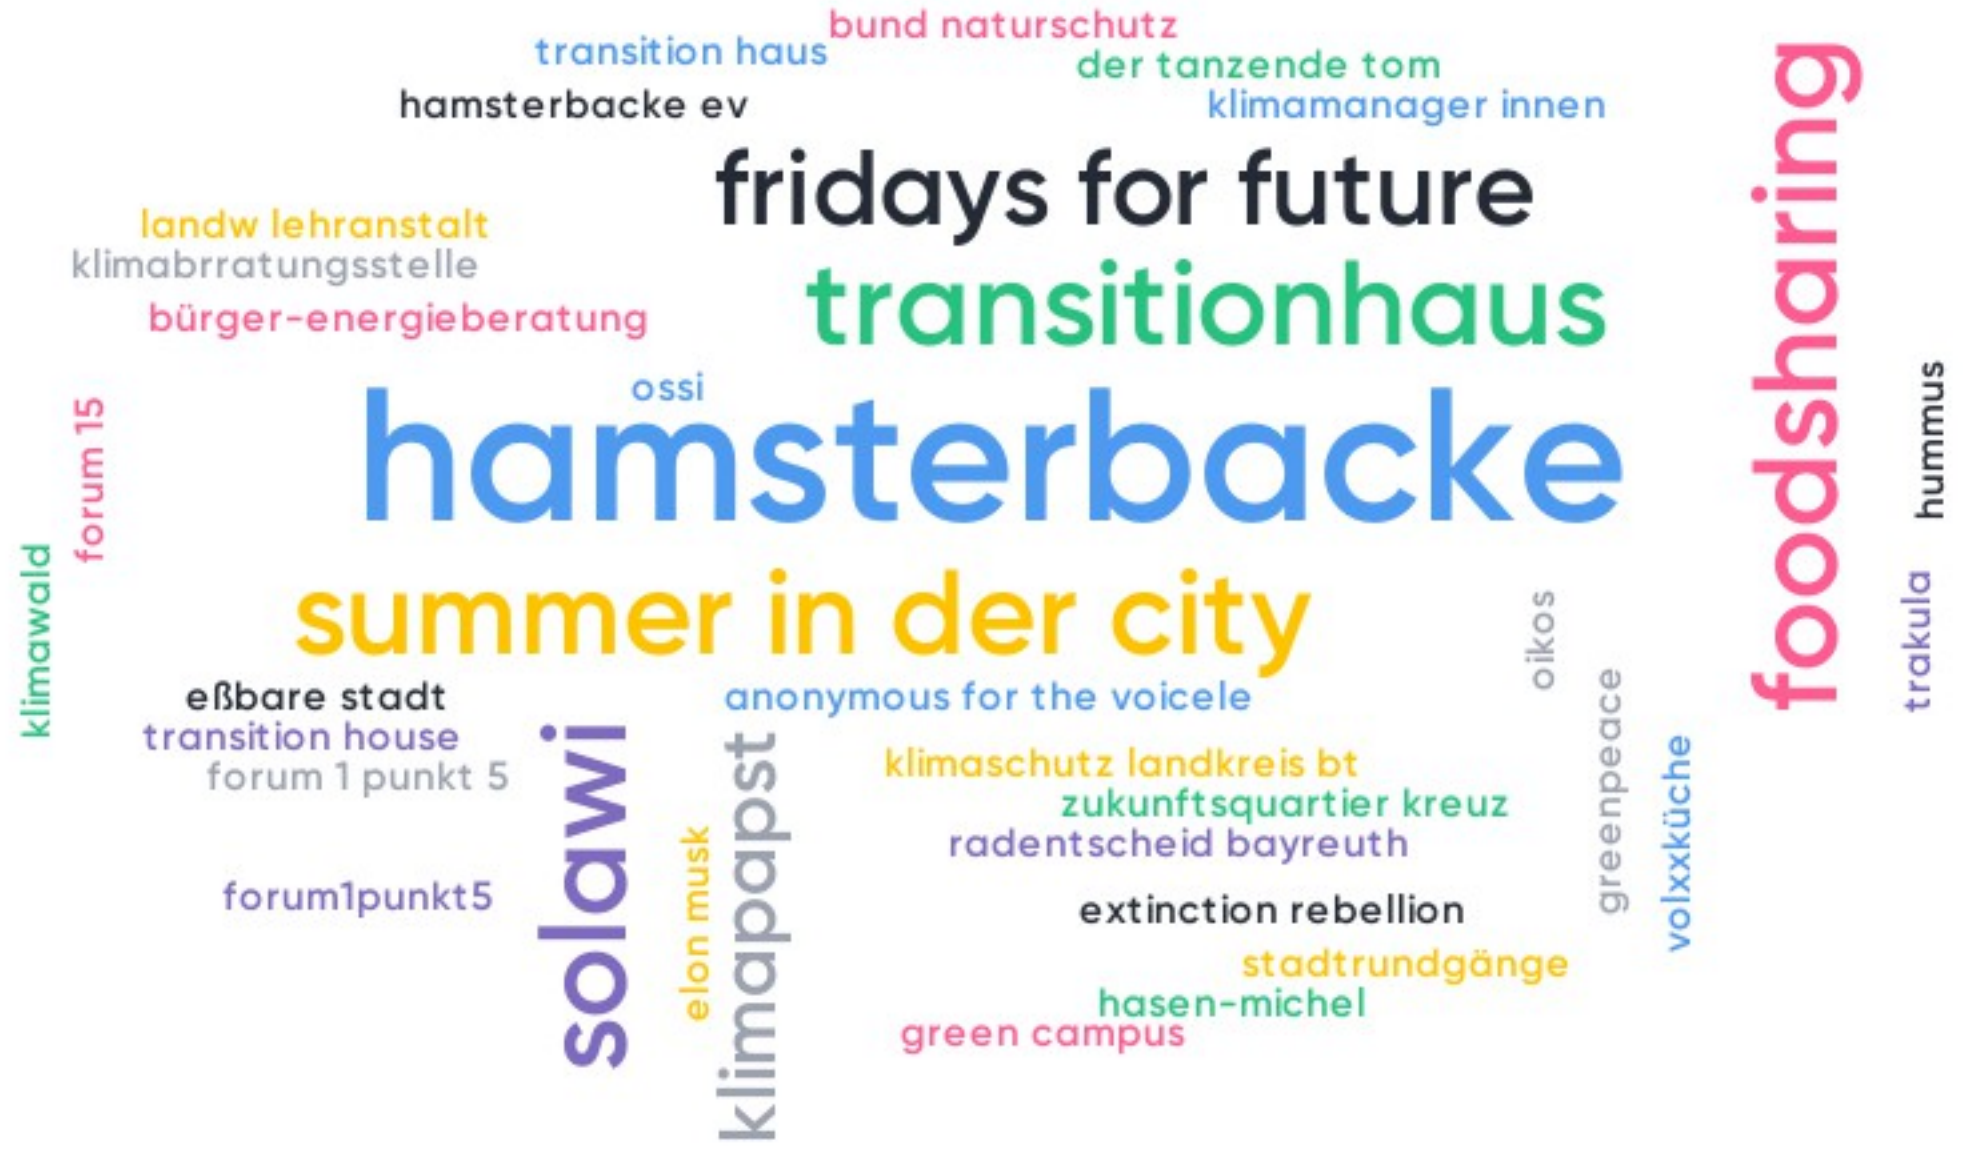 bund naturschutz
transition haus
der tanzende tom
hamsterbacke ev
klimamanager innen
fridays for future
landw lehranstalt
klimabrratungsstelle
transitionhaus
bürger-energieberatung
foodsharing
ossi
hamsterbacke
hummus
forum 15
klimawald
summer in der city
oikos
trakula
eßbare stadt
anonymous for the voicele
transition house
forum 1 punkt 5
solawi
klimapapst
klimaschutz landkreis bt
zukunftsquartier kreuz
greenpeace
volxxküche
radentscheid bayreuth
elon musk
forum1punkt5
extinction rebellion
stadtrundgänge
hasen-michel
green campus